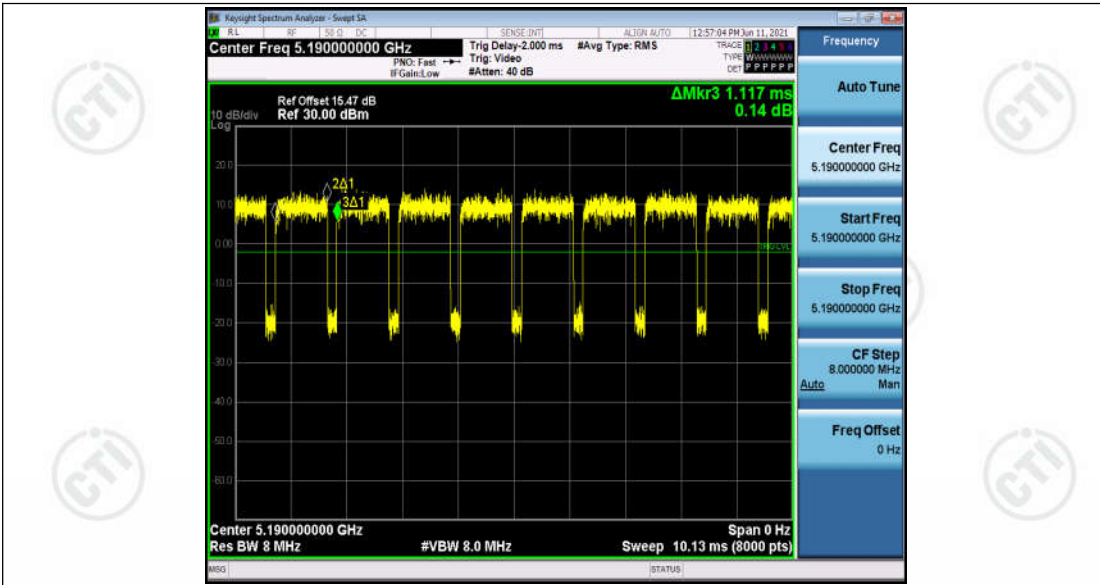 Keysight Spectrum Analyzer - Swept SA
RL RF 50 Ω DC SENSE:INT ALIGN AUTO 12:57:04 PM Jun 11, 2021
Center Freq 5.190000000 GHz
PNO: Fast
IFGain:Low
Trig Delay-2.000 ms
Trig: Video
#Atten: 40 dB
#Avg Type: RMS
TRACE 1 2 3 4 5 6
TYPE WWWWWW
DET P P P P P P
Frequency
Ref Offset 15.47 dB
Ref 30.00 dBm
10 dB/div
Log
ΔMkr3 1.117 ms
0.14 dB
20.0
10.0
0.00
-10.0
-20.0
-30.0
-40.0
-50.0
-60.0
2Δ1
3Δ1
TRIG LVL
Center 5.190000000 GHz
Res BW 8 MHz
#VBW 8.0 MHz
Span 0 Hz
Sweep 10.13 ms (8000 pts)
MSG
STATUS
Auto Tune
Center Freq
5.190000000 GHz
Start Freq
5.190000000 GHz
Stop Freq
5.190000000 GHz
CF Step
8.000000 MHz
Auto Man
Freq Offset
0 Hz
CTI
CTI
CTI
CTI